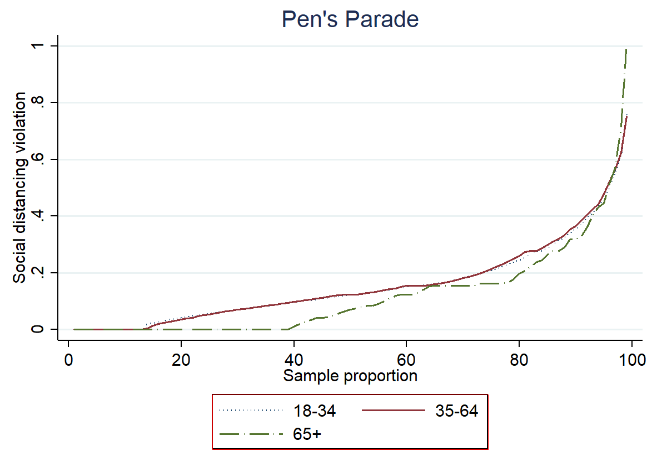 Pen's Parade
Social distancing violation
1
.8
.6
.4
.2
0
0 20 40 60 80 100
Sample proportion
18-34 35-64
65+